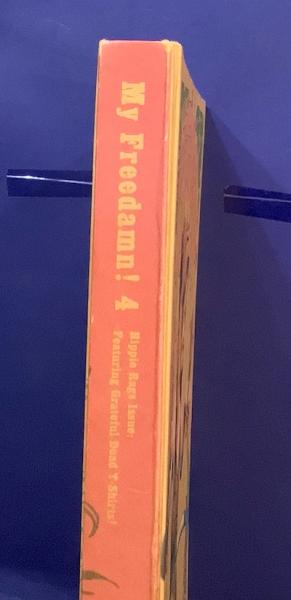 My Freedamn! 4
Hippie Rags Issue:
Featuring Grateful Dead T-Shirts!